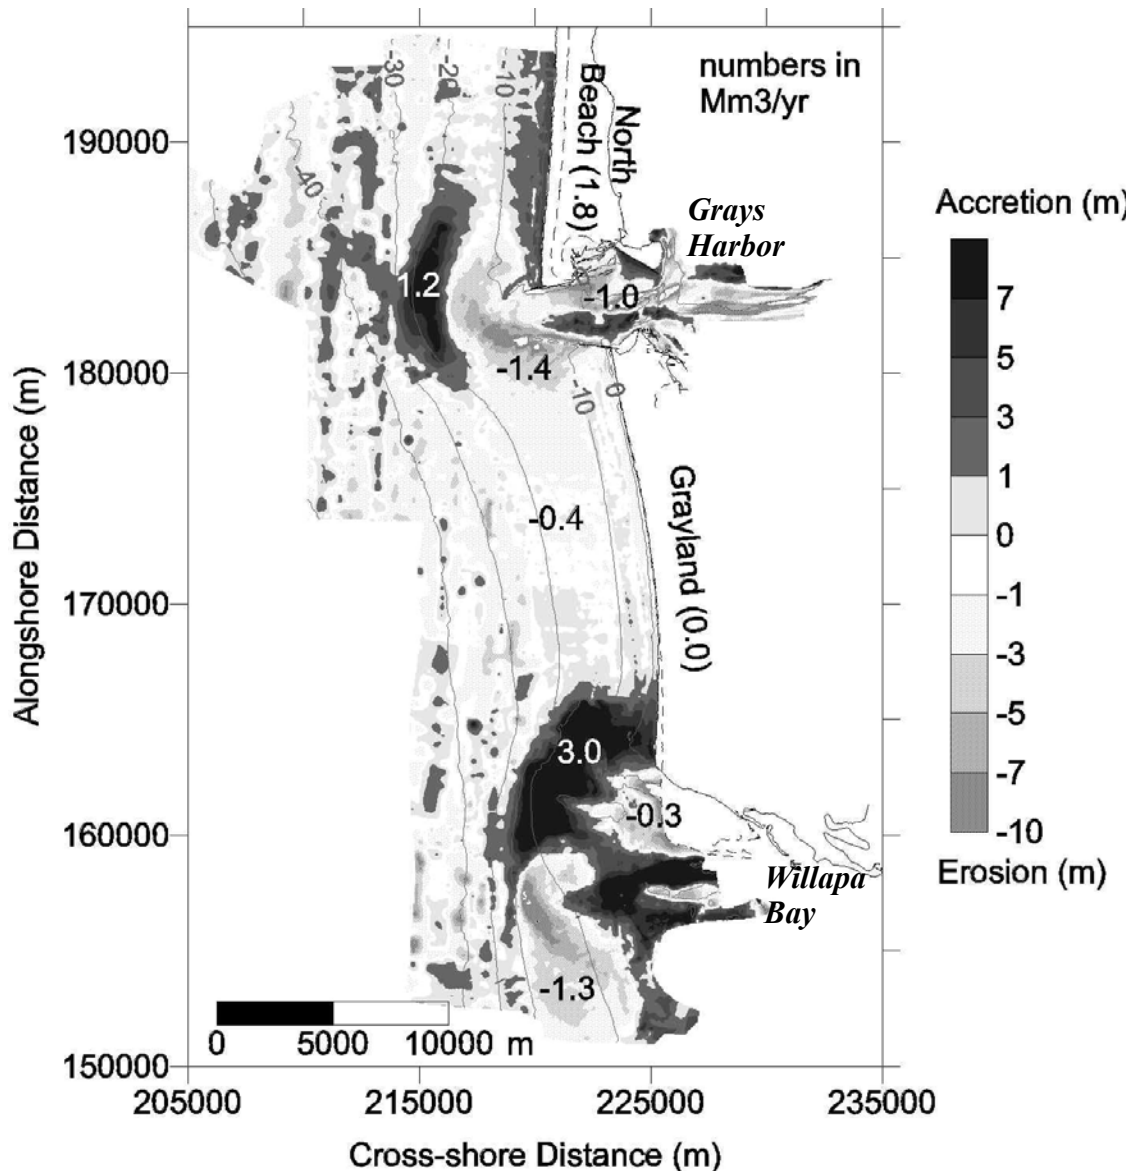 numbers in
Mm3/yr
-30
-20
-10
-40
North
Beach (1.8)
Grays
Harbor
1.2
-1.0
-1.4
-10
0
-0.4
Grayland (0.0)
3.0
-0.3
Willapa
Bay
-1.3
0 5000 10000 m
190000
180000
170000
160000
150000
Alongshore Distance (m)
205000 215000 225000 235000
Cross-shore Distance (m)
Accretion (m)
7
5
3
1
0
-1
-3
-5
-7
-10
Erosion (m)